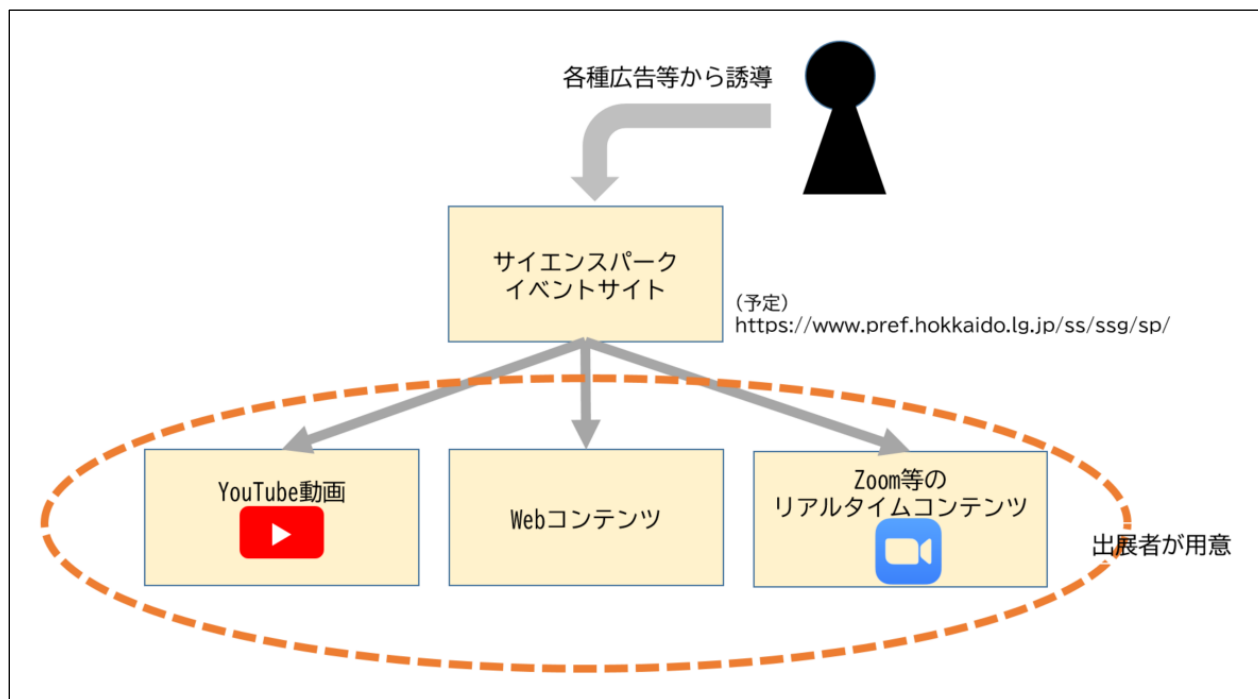 各種広告等から誘導
サイエンスパーク
イベントサイト
（予定）
https://www.pref.hokkaido.lg.jp/ss/ssg/sp/
YouTube動画
Webコンテンツ
Zoom等の
リアルタイムコンテンツ
出展者が用意